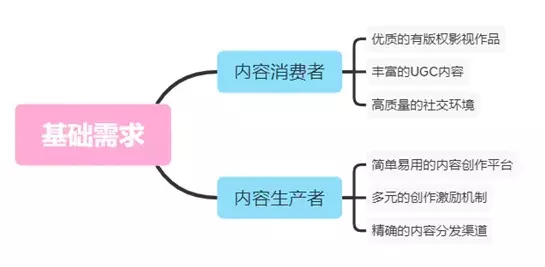 基础需求
内容消费者
优质的有版权影视作品
丰富的UGC内容
高质量的社交环境
内容生产者
简单易用的内容创作平台
多元的创作激励机制
精确的内容分发渠道